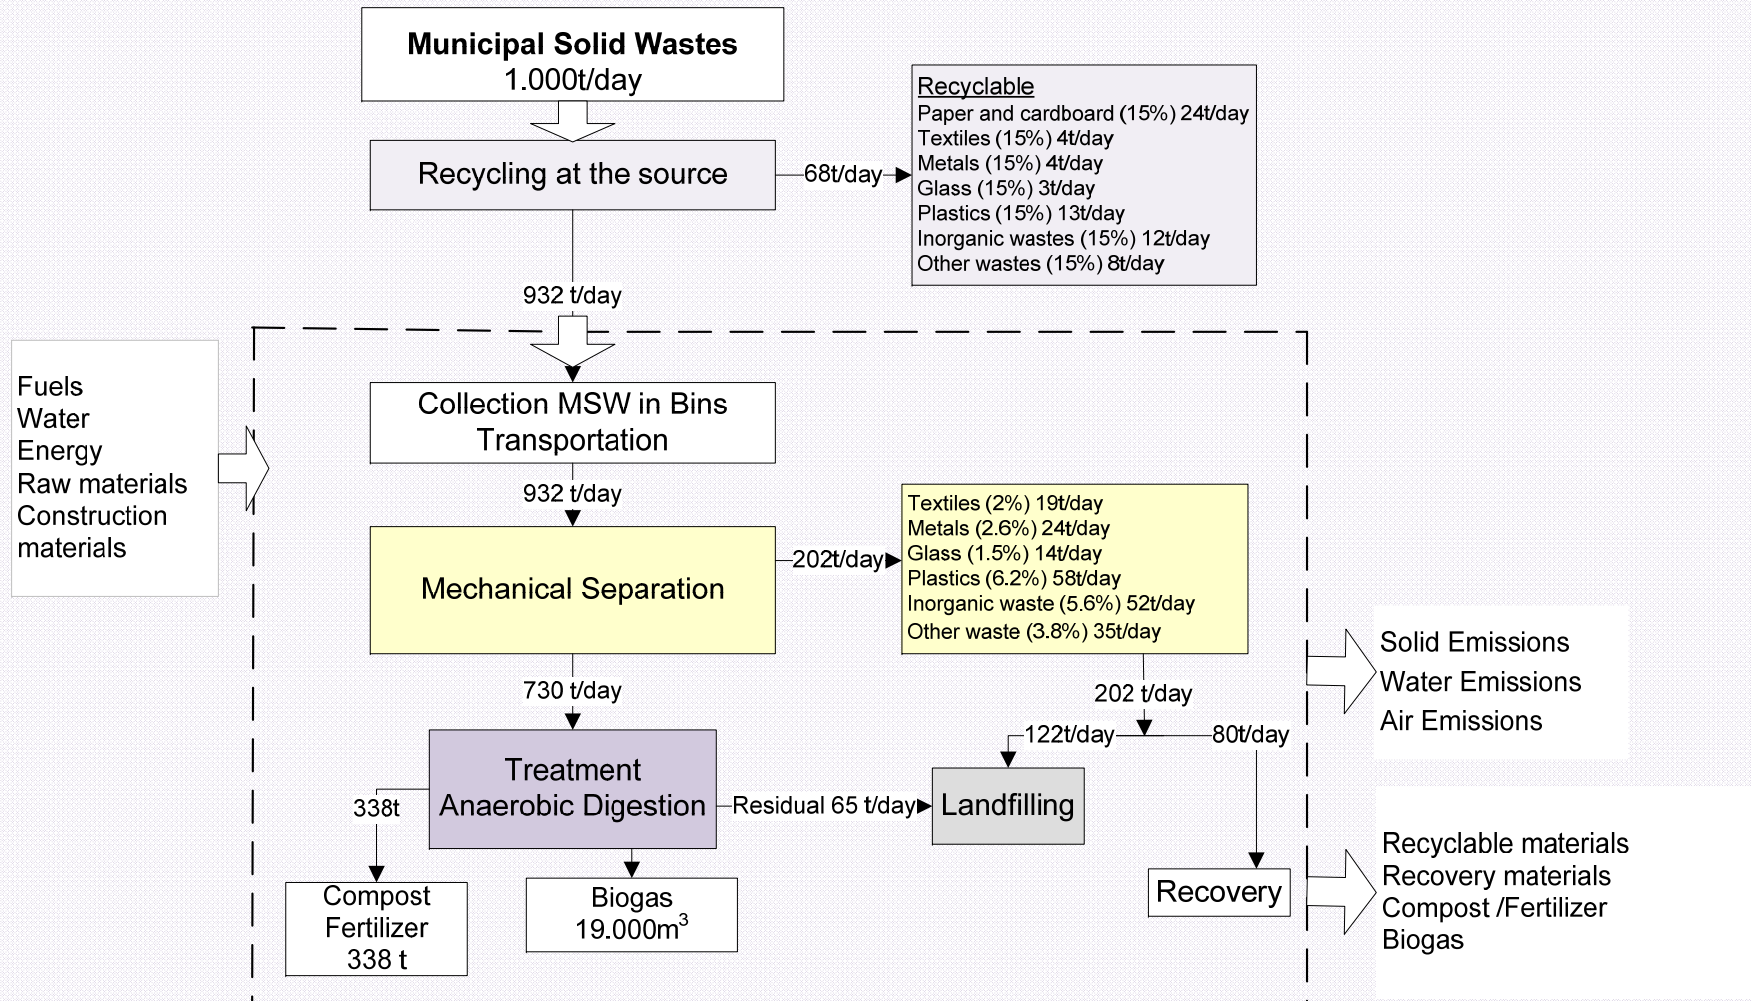 Municipal Solid Wastes
1.000t/day
Recycling at the source
68t/day
Recyclable
Paper and cardboard (15%) 24t/day
Textiles (15%) 4t/day
Metals (15%) 4t/day
Glass (15%) 3t/day
Plastics (15%) 13t/day
Inorganic wastes (15%) 12t/day
Other wastes (15%) 8t/day
932 t/day
Fuels
Water
Energy
Raw materials
Construction
materials
Collection MSW in Bins
Transportation
932 t/day
Mechanical Separation
202t/day
Textiles (2%) 19t/day
Metals (2.6%) 24t/day
Glass (1.5%) 14t/day
Plastics (6.2%) 58t/day
Inorganic waste (5.6%) 52t/day
Other waste (3.8%) 35t/day
730 t/day
202 t/day
122t/day
80t/day
Treatment
Anaerobic Digestion
338t
Residual 65 t/day
Landfilling
Compost
Fertilizer
338 t
Biogas
19.000m³
Recovery
Solid Emissions
Water Emissions
Air Emissions
Recyclable materials
Recovery materials
Compost /Fertilizer
Biogas